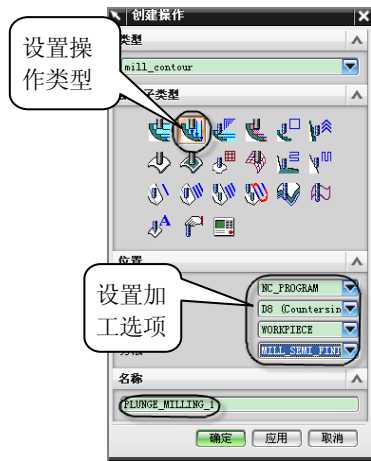 创建操作
类型
设置操
作类型
mill_contour
子类型
位置
设置加
工选项
NC_PROGRAM
D8 (Countersin
WORKPIECE
MILL_SEMI_FINI
名称
PLUNGE_MILLING_1
确定
应用
取消